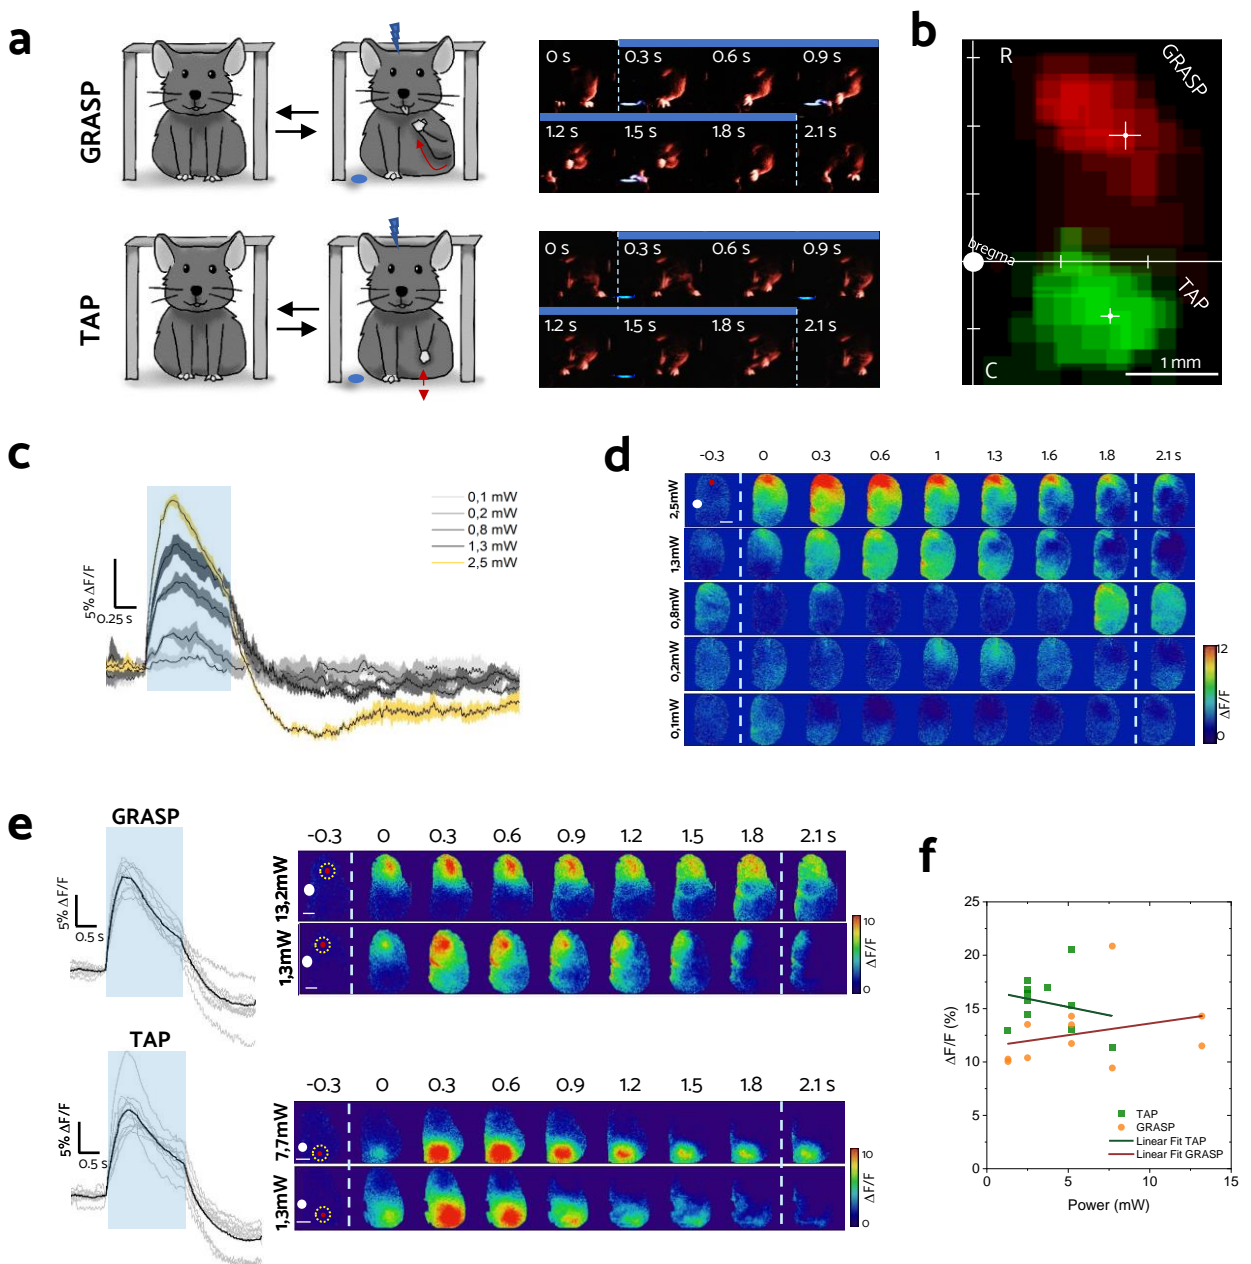 a
GRASP
0 s 0.3 s 0.6 s 0.9 s
1.2 s 1.5 s 1.8 s 2.1 s
TAP
0 s 0.3 s 0.6 s 0.9 s
1.2 s 1.5 s 1.8 s 2.1 s
b
R
GRASP
bregma
TAP
C
1 mm
c
0,1 mW
0,2 mW
0,8 mW
1,3 mW
2,5 mW
5% ΔF/F
0.25 s
d
-0.3 0 0.3 0.6 1 1.3 1.6 1.8 2.1 s
2,5mW
1,3mW
0,8mW
0,2mW
0,1mW
12
ΔF/F
0
e
GRASP
5% ΔF/F
0.5 s
-0.3 0 0.3 0.6 0.9 1.2 1.5 1.8 2.1 s
13,2mW
1,3mW
10
ΔF/F
0
TAP
5% ΔF/F
0.5 s
-0.3 0 0.3 0.6 0.9 1.2 1.5 1.8 2.1 s
7,7mW
1,3mW
10
ΔF/F
0
f
25
20
15
10
5
0
ΔF/F (%)
TAP
GRASP
Linear Fit TAP
Linear Fit GRASP
0 5 10 15
Power (mW)